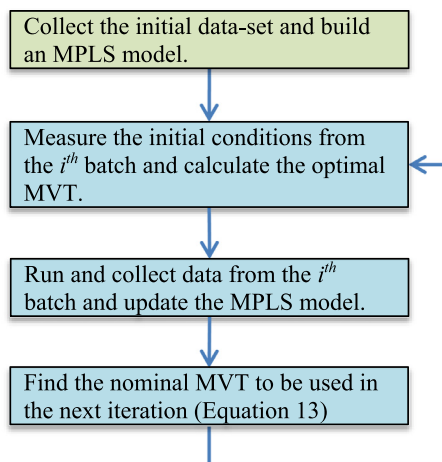 Collect the initial data-set and build
an MPLS model.
Measure the initial conditions from
the i^th batch and calculate the optimal
MVT.
Run and collect data from the i^th
batch and update the MPLS model.
Find the nominal MVT to be used in
the next iteration (Equation 13)